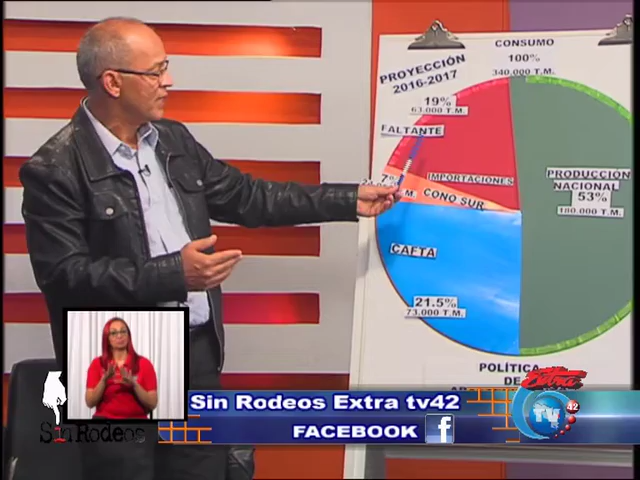 CONSUMO
100%
340.000 T.M.
PROYECCIÓN
2016-2017
19%
63.000 T.M.
FALTANTE
IMPORTACIONES
CONO SUR
PRODUCCIÓN
NACIONAL
53%
180.000 T.M.
CAFTA
21.5%
73.000 T.M.
POLÍTICA
DE
Sin Rodeos
Sin Rodeos Extra tv42
FACEBOOK
f
Extra
tv 42